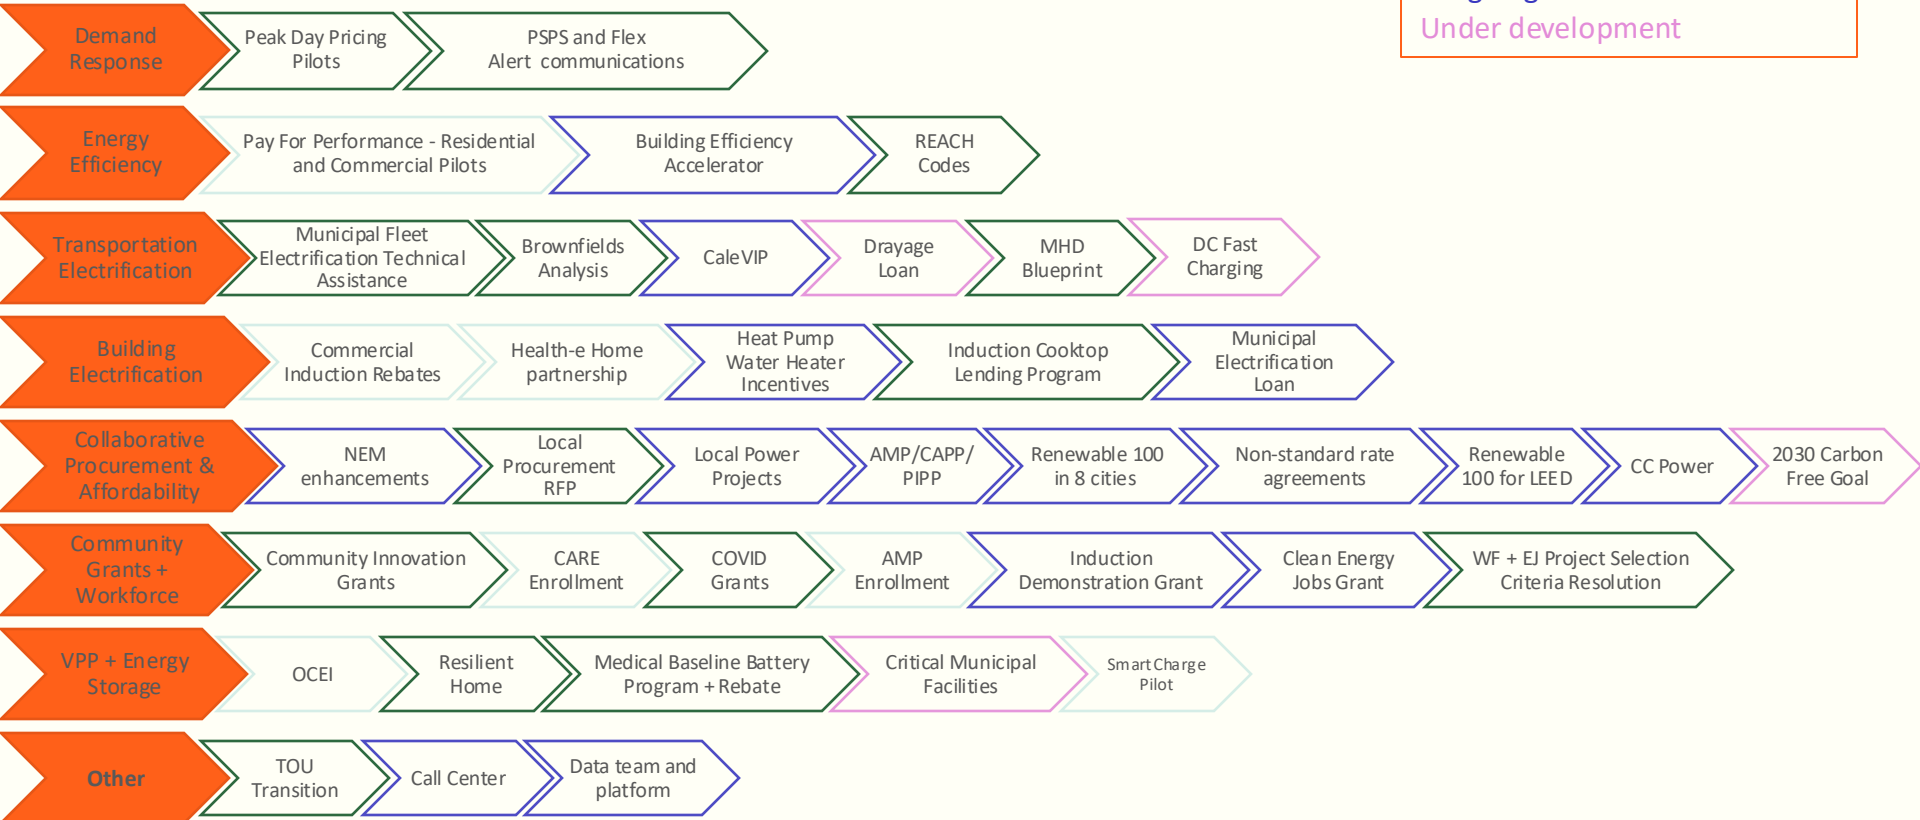 Under development
Demand
Response
Peak Day Pricing
Pilots
PSPS and Flex
Alert communications
Energy
Efficiency
Pay For Performance - Residential
and Commercial Pilots
Building Efficiency
Accelerator
REACH
Codes
Transportation
Electrification
Municipal Fleet
Electrification Technical
Assistance
Brownfields
Analysis
CaleVIP
Drayage
Loan
MHD
Blueprint
DC Fast
Charging
Building
Electrification
Commercial
Induction Rebates
Health-e Home
partnership
Heat Pump
Water Heater
Incentives
Induction Cooktop
Lending Program
Municipal
Electrification
Loan
Collaborative
Procurement &
Affordability
NEM
enhancements
Local
Procurement
RFP
Local Power
Projects
AMP/CAPP/
PIPP
Renewable 100
in 8 cities
Non-standard rate
agreements
Renewable
100 for LEED
CC Power
2030 Carbon
Free Goal
Community
Grants +
Workforce
Community Innovation
Grants
CARE
Enrollment
COVID
Grants
AMP
Enrollment
Induction
Demonstration Grant
Clean Energy
Jobs Grant
WF + EJ Project Selection
Criteria Resolution
VPP + Energy
Storage
OCEI
Resilient
Home
Medical Baseline Battery
Program + Rebate
Critical Municipal
Facilities
Smart Charge
Pilot
Other
TOU
Transition
Call Center
Data team and
platform